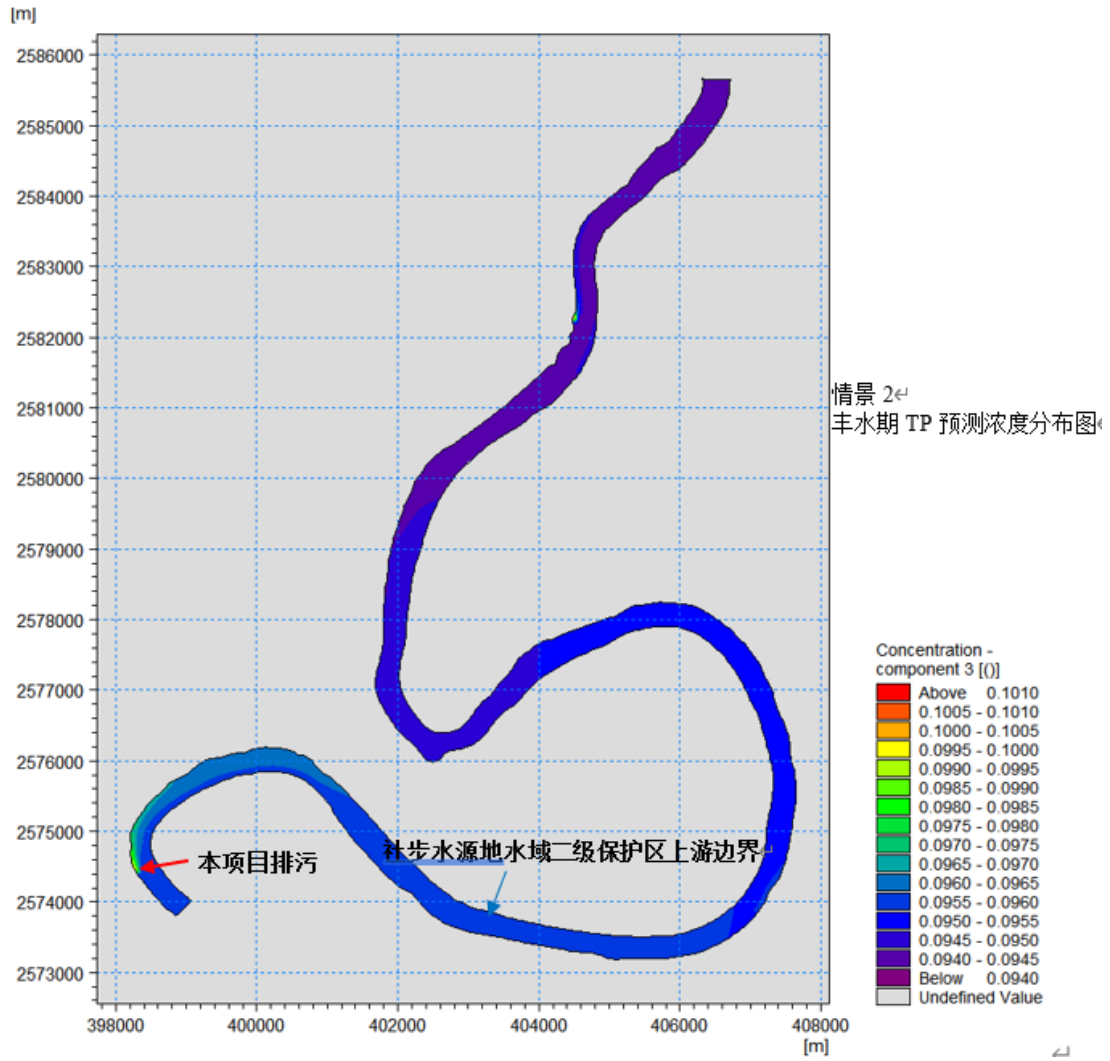 [m]
2586000
2585000
2584000
2583000
2582000
2581000
2580000
2579000
2578000
2577000
2576000
2575000
2574000
2573000
398000
400000
402000
404000
406000
408000
[m]
情景 2
丰水期 TP 预测浓度分布图
本项目排污
社步水源地水域二级保护区上游边界
Concentration -
component 3 [()]
Above 0.1010
0.1005 - 0.1010
0.1000 - 0.1005
0.0995 - 0.1000
0.0990 - 0.0995
0.0985 - 0.0990
0.0980 - 0.0985
0.0975 - 0.0980
0.0970 - 0.0975
0.0965 - 0.0970
0.0960 - 0.0965
0.0955 - 0.0960
0.0950 - 0.0955
0.0945 - 0.0950
0.0940 - 0.0945
Below 0.0940
Undefined Value